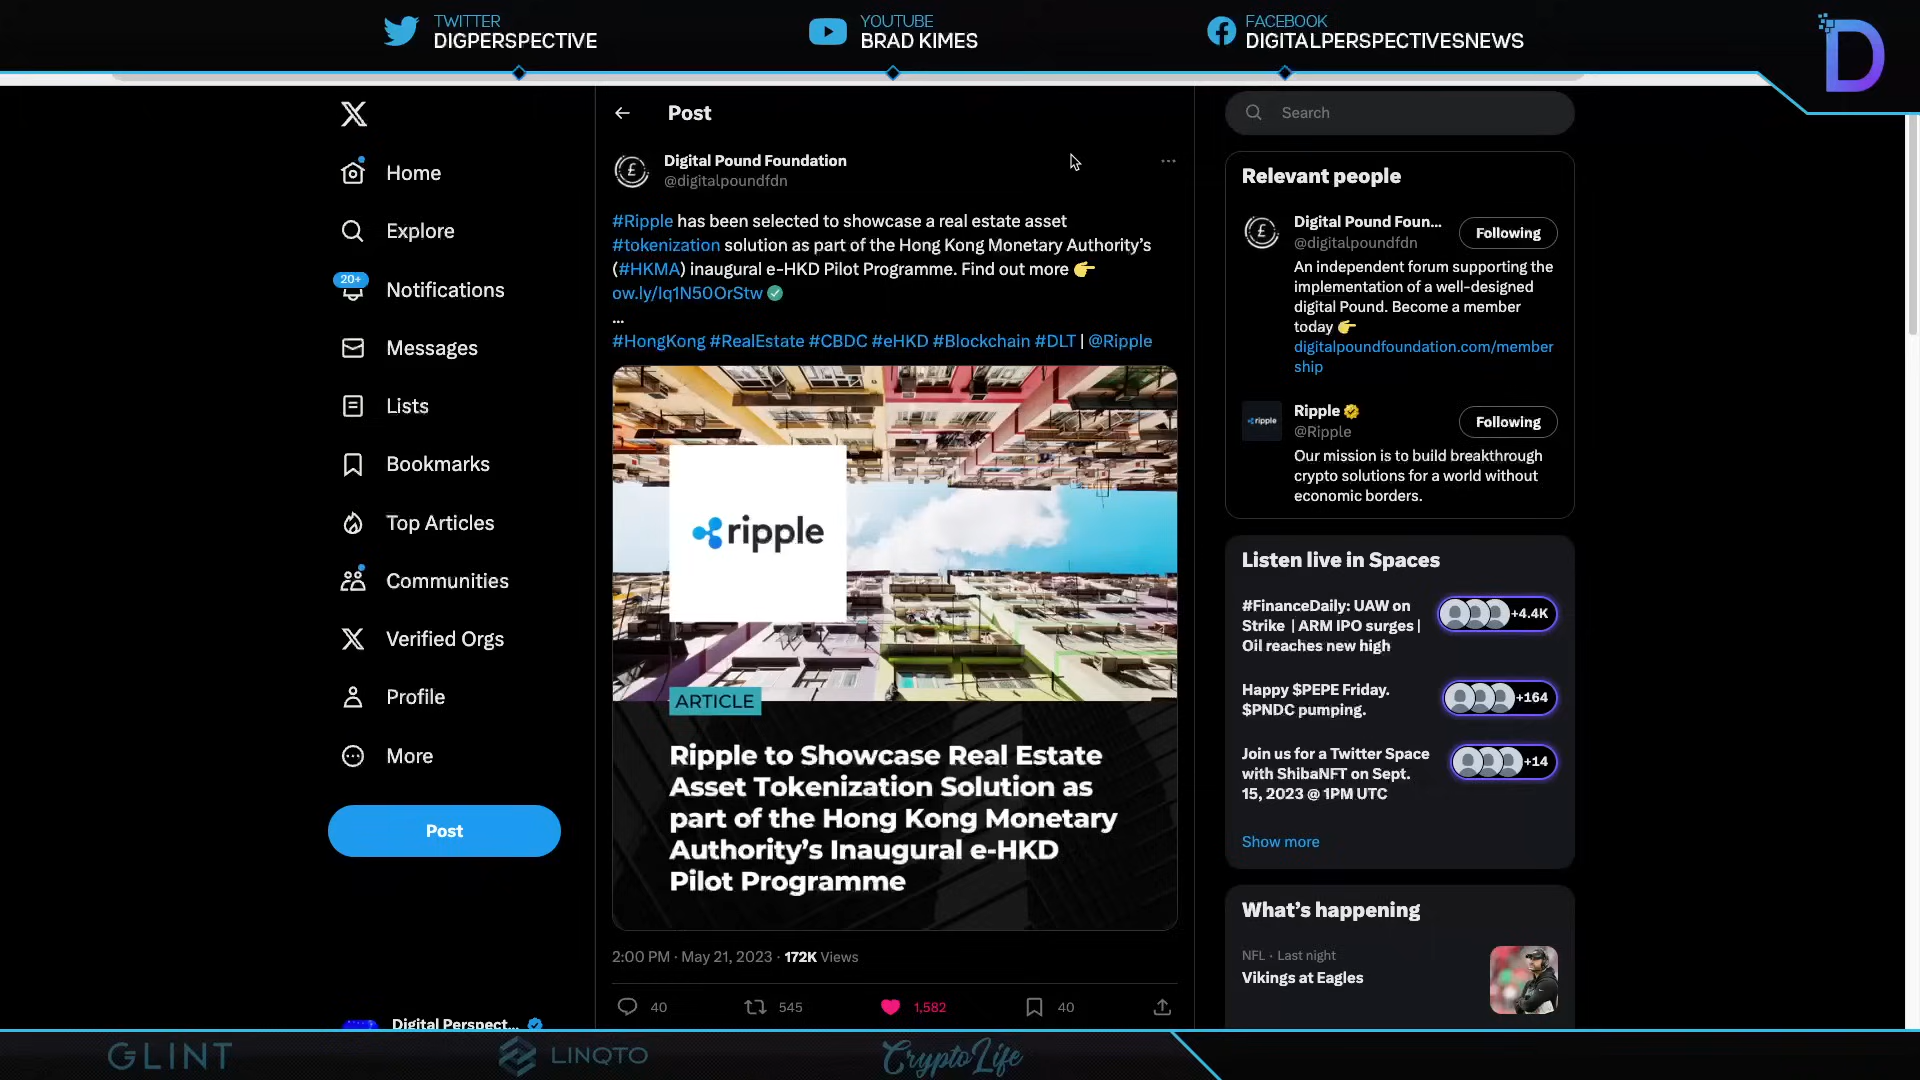 TWITTER
DIGPERSPECTIVE
YOUTUBE
BRAD KIMES
FACEBOOK
DIGITALPERSPECTIVESNEWS
D
Home
Explore
20+
Notifications
Messages
Lists
Bookmarks
Top Articles
Communities
Verified Orgs
Profile
More
Post
Digital Perspect...
Post
Digital Pound Foundation
@digitalpoundfdn
#Ripple has been selected to showcase a real estate asset
#tokenization solution as part of the Hong Kong Monetary Authority's
(#HKMA) inaugural e-HKD Pilot Programme. Find out more 👉
ow.ly/Iq1N50OrStw
...
#HongKong #RealEstate #CBDC #eHKD #Blockchain #DLT | @Ripple
ripple
ARTICLE
Ripple to Showcase Real Estate
Asset Tokenization Solution as
part of the Hong Kong Monetary
Authority's Inaugural e-HKD
Pilot Programme
2:00 PM · May 21, 2023 · 172K Views
40 545 1,582 40
Search
Relevant people
Digital Pound Foun...
@digitalpoundfdn
Following
An independent forum supporting the
implementation of a well-designed
digital Pound. Become a member
today 👉
digitalpoundfoundation.com/member
ship
ripple
Ripple
@Ripple
Following
Our mission is to build breakthrough
crypto solutions for a world without
economic borders.
Listen live in Spaces
#FinanceDaily: UAW on
Strike | ARM IPO surges |
Oil reaches new high
+4.4K
Happy $PEPE Friday.
$PNDC pumping.
+164
Join us for a Twitter Space
with ShibaNFT on Sept.
15, 2023 @ 1PM UTC
+14
Show more
What's happening
NFL · Last night
Vikings at Eagles
GLINT
LINQTO
CryptoLife